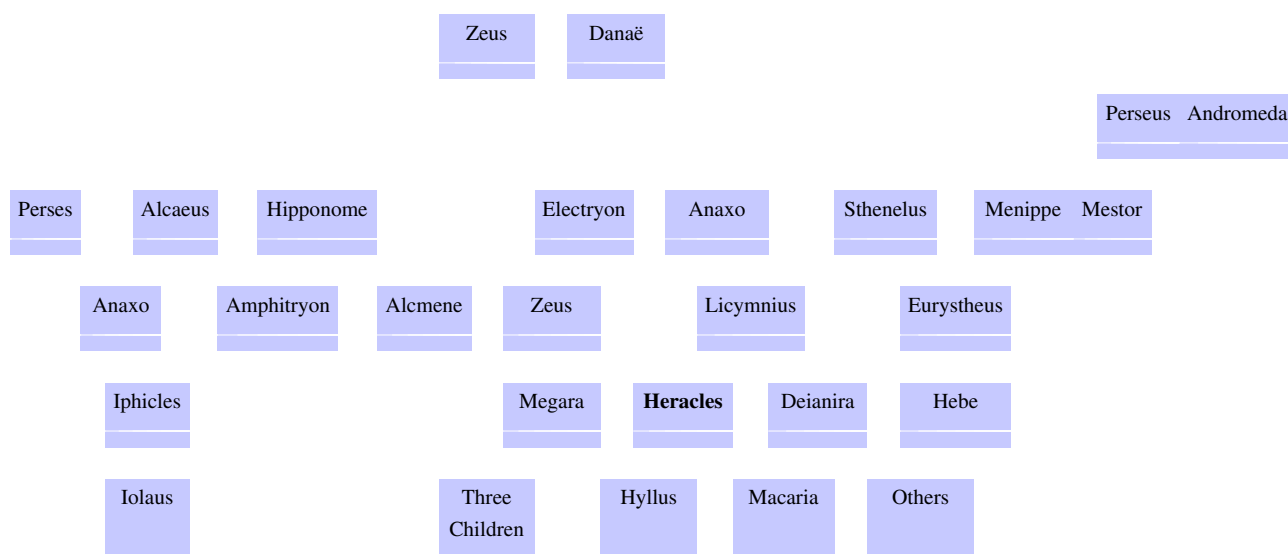 Zeus Danaë
Perseus Andromeda
Perses Alcaeus Hipponome Electryon Anaxo Sthenelus Menippe Mestor
Anaxo Amphitryon Alcmene Zeus Licymnius Eurystheus
Iphicles Megara Heracles Deianira Hebe
Iolaus Three Children Hyllus Macaria Others